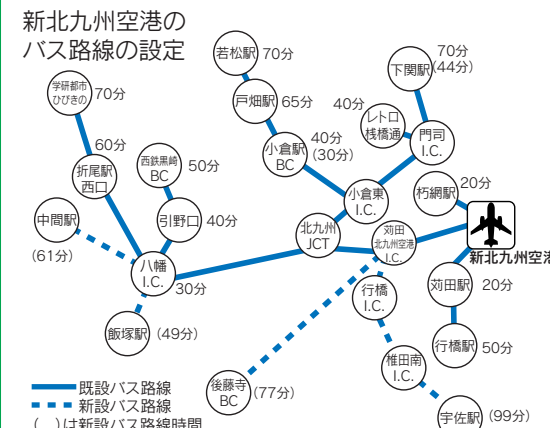 新北九州空港の
バス路線の設定
若松駅 70分
戸畑駅 65分
小倉駅
BC
40分
(30分)
下関駅
70分
(44分)
40分
レトロ
桟橋通
門司
I.C.
学研都市
ひびきの
70分
60分
折尾駅
西口
西鉄黒崎
BC
50分
引野口 40分
中間駅
(61分)
八幡
I.C.
30分
飯塚駅 (49分)
北九州
JCT
小倉東
I.C.
朽網駅
20分
苅田
北九州空港
I.C.
新北九州空港
苅田駅 20分
行橋駅 50分
行橋
I.C.
椎田南
I.C.
宇佐駅 (99分)
後藤寺
BC
(77分)
既設バス路線
新設バス路線
( )は新設バス路線時間